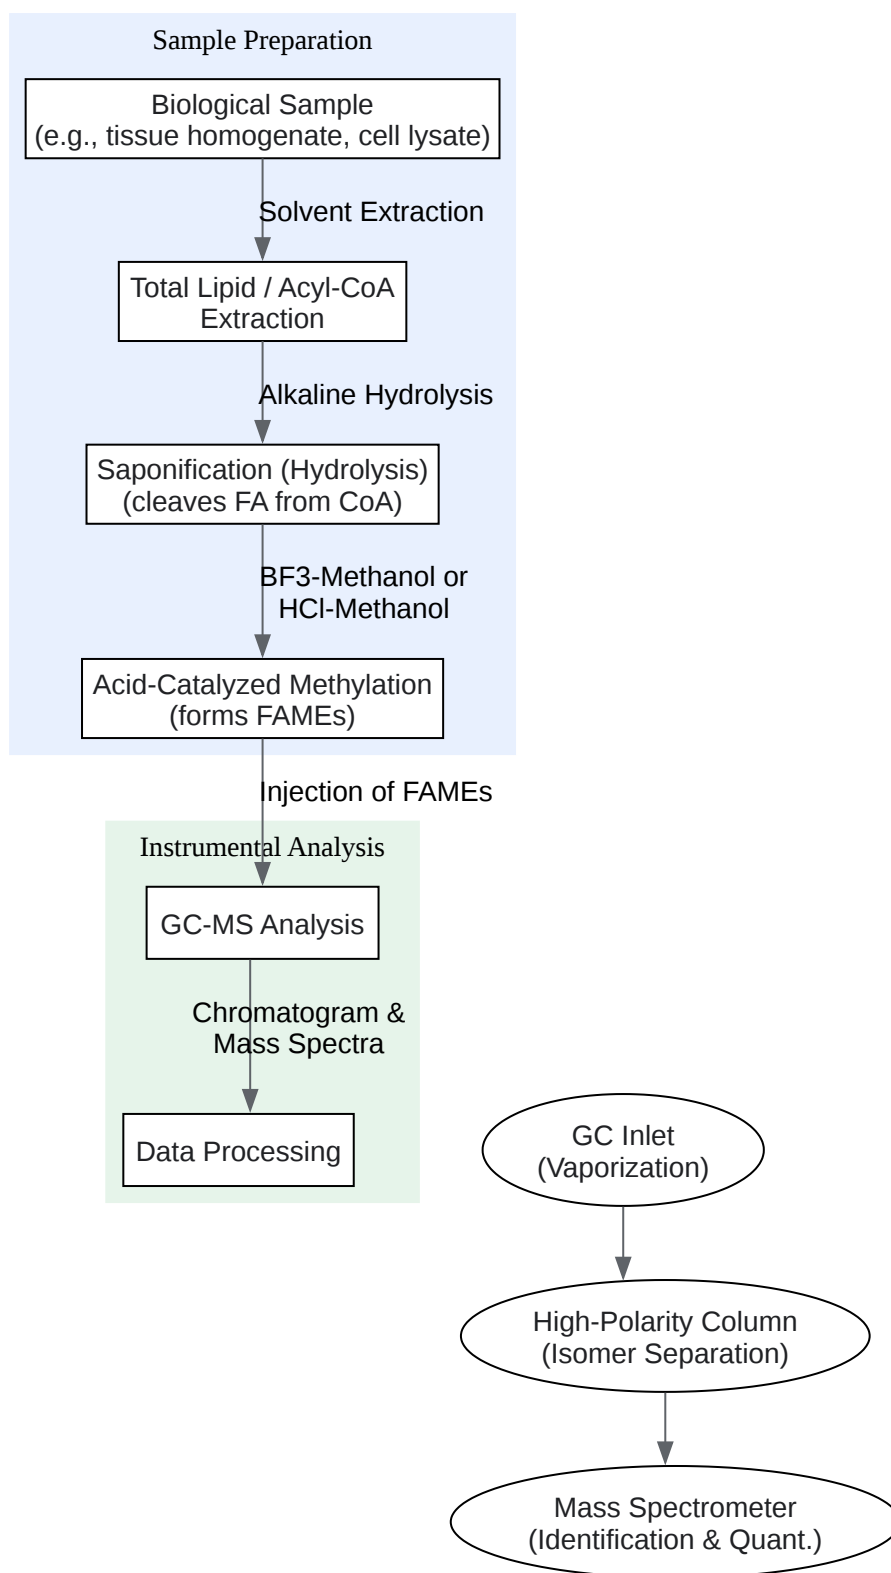 Sample Preparation
Biological Sample
(e.g., tissue homogenate, cell lysate)
Solvent Extraction
Total Lipid / Acyl-CoA
Extraction
Alkaline Hydrolysis
Saponification (Hydrolysis)
(cleaves FA from CoA)
BF3-Methanol or
HCl-Methanol
Acid-Catalyzed Methylation
(forms FAMEs)
Injection of FAMEs
Instrumental Analysis
GC-MS Analysis
Chromatogram &
Mass Spectra
Data Processing
GC Inlet
(Vaporization)
High-Polarity Column
(Isomer Separation)
Mass Spectrometer
(Identification & Quant.)